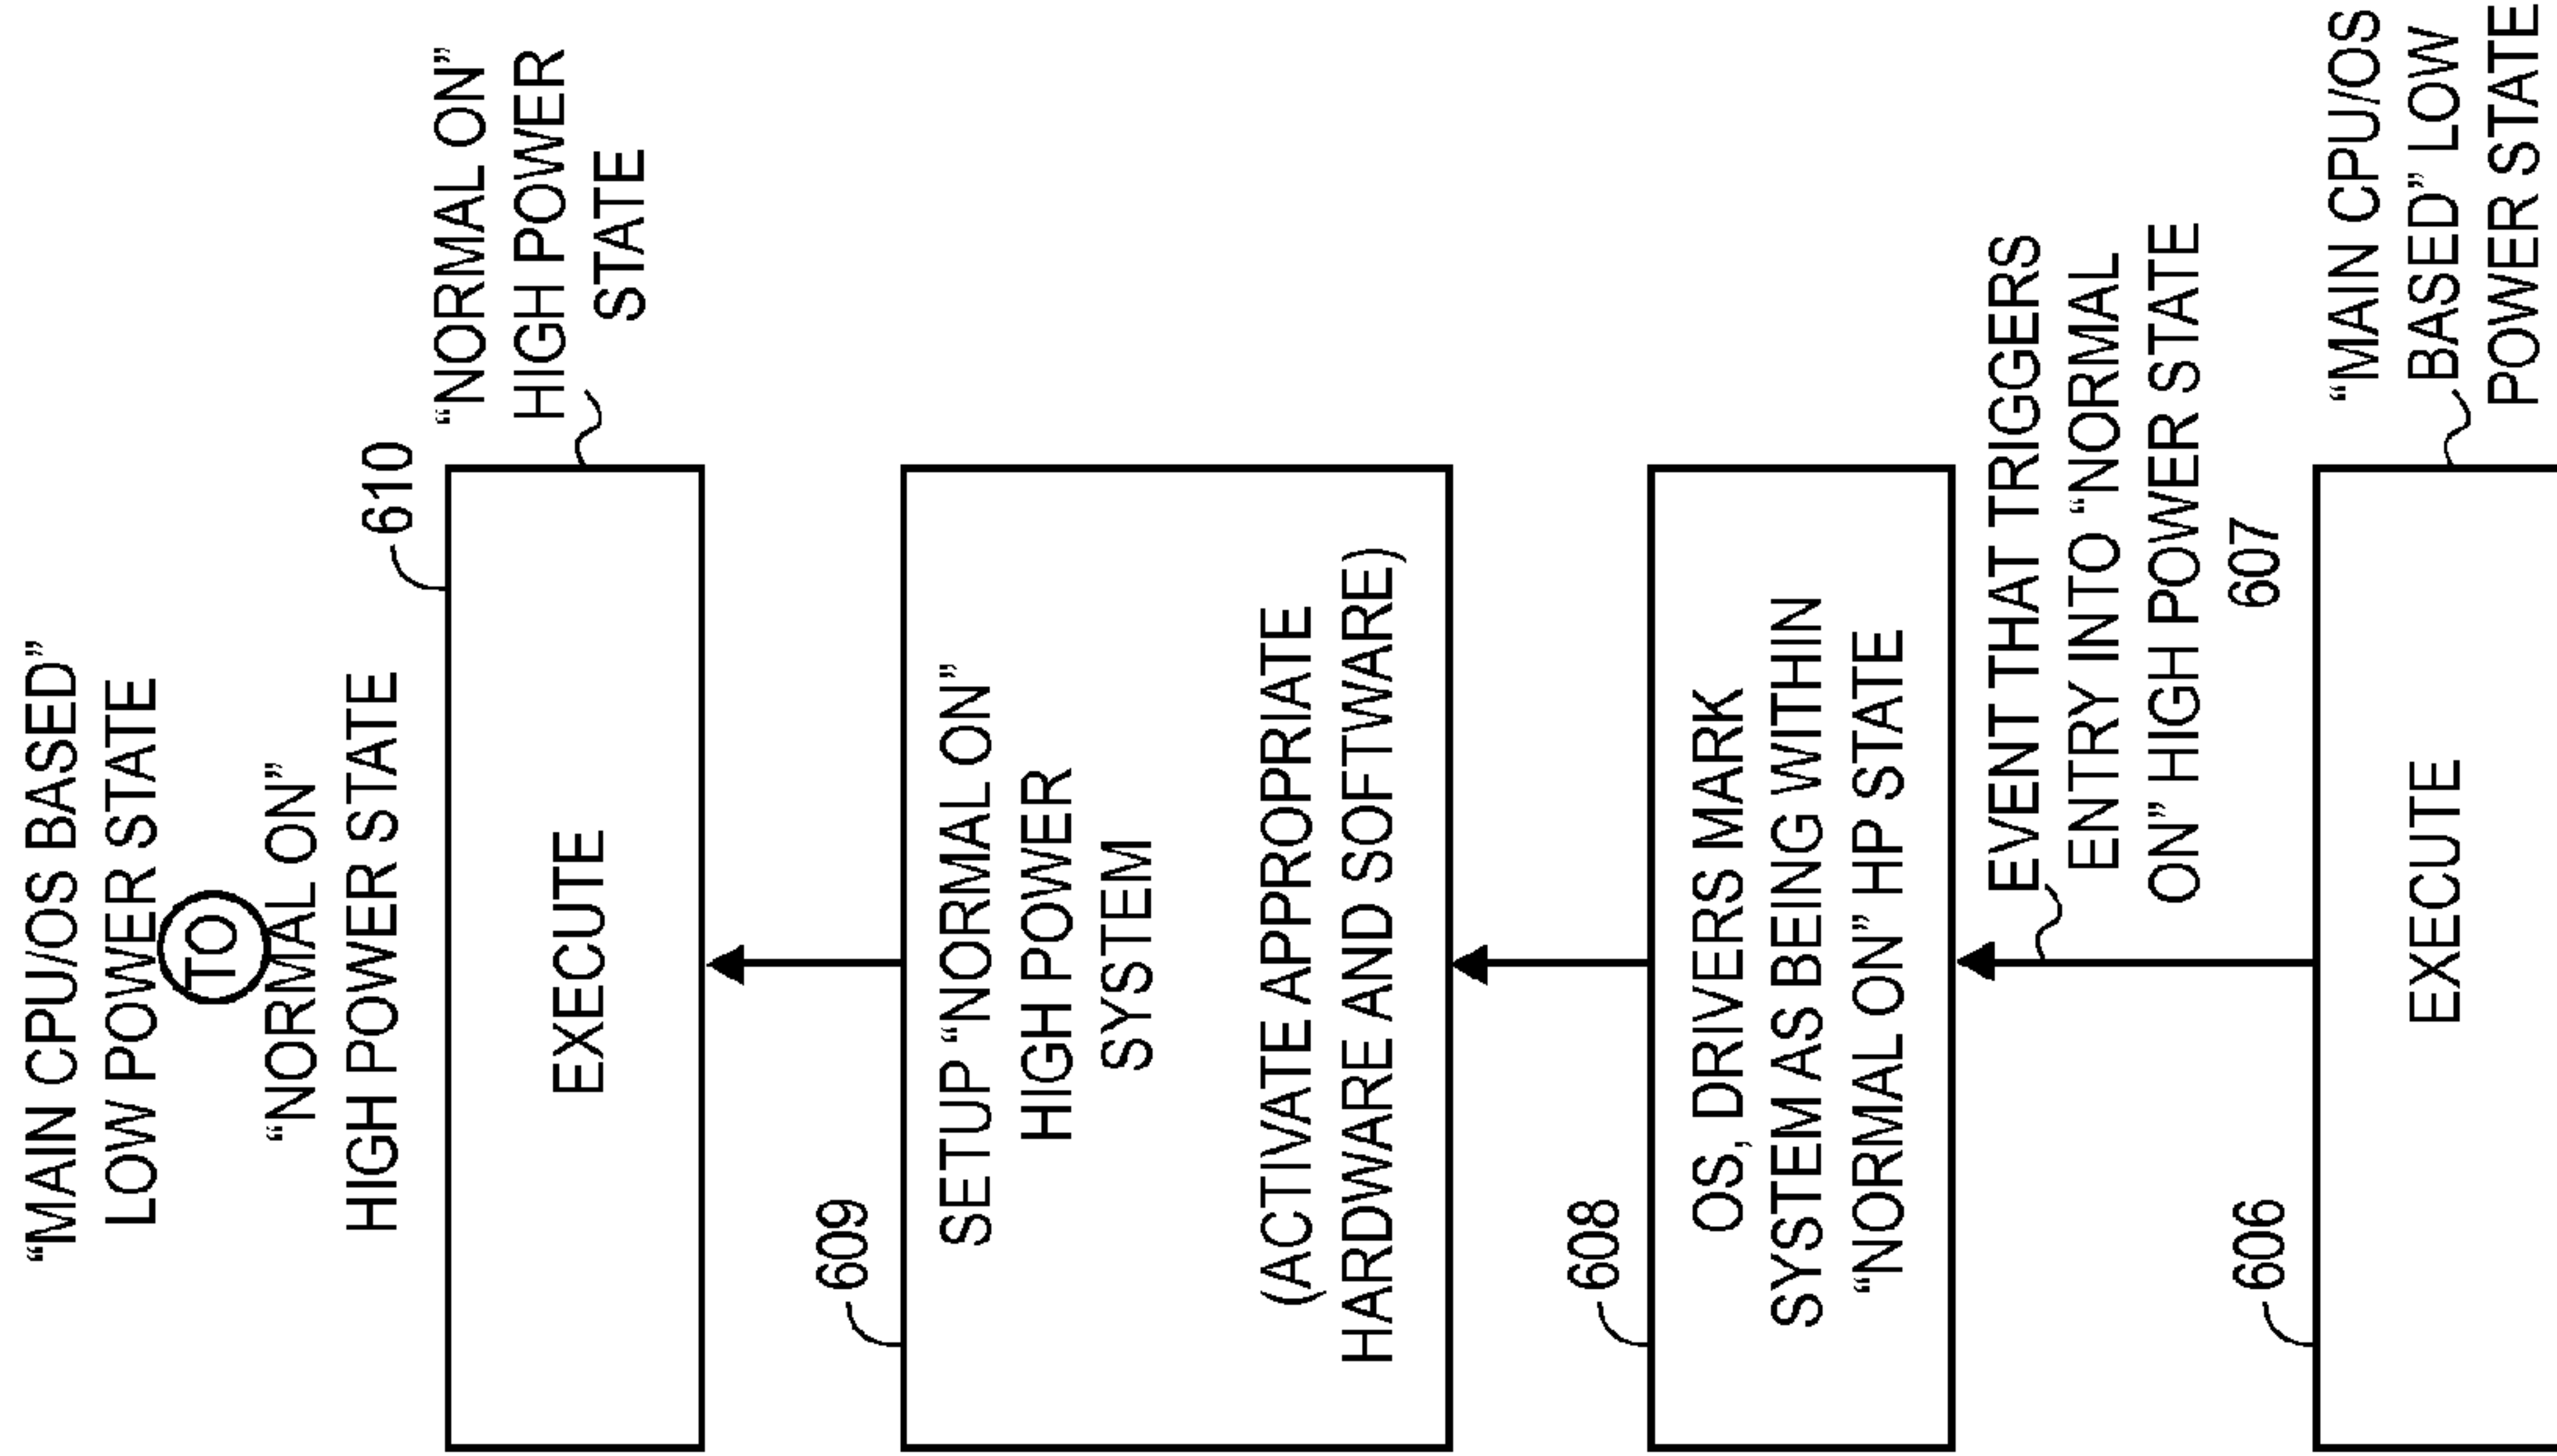 “MAIN CPU/OS BASED”
LOW POWER STATE
TO
“NORMAL ON”
HIGH POWER STATE
610
EXECUTE
“NORMAL ON”
HIGH POWER
STATE
609
SETUP “NORMAL ON”
HIGH POWER
SYSTEM
(ACTIVATE APPROPRIATE
HARDWARE AND SOFTWARE)
608
OS, DRIVERS MARK
SYSTEM AS BEING WITHIN
“NORMAL ON” HP STATE
EVENT THAT TRIGGERS
ENTRY INTO “NORMAL
ON” HIGH POWER STATE
607
606
EXECUTE
“MAIN CPU/OS
BASED” LOW
POWER STATE